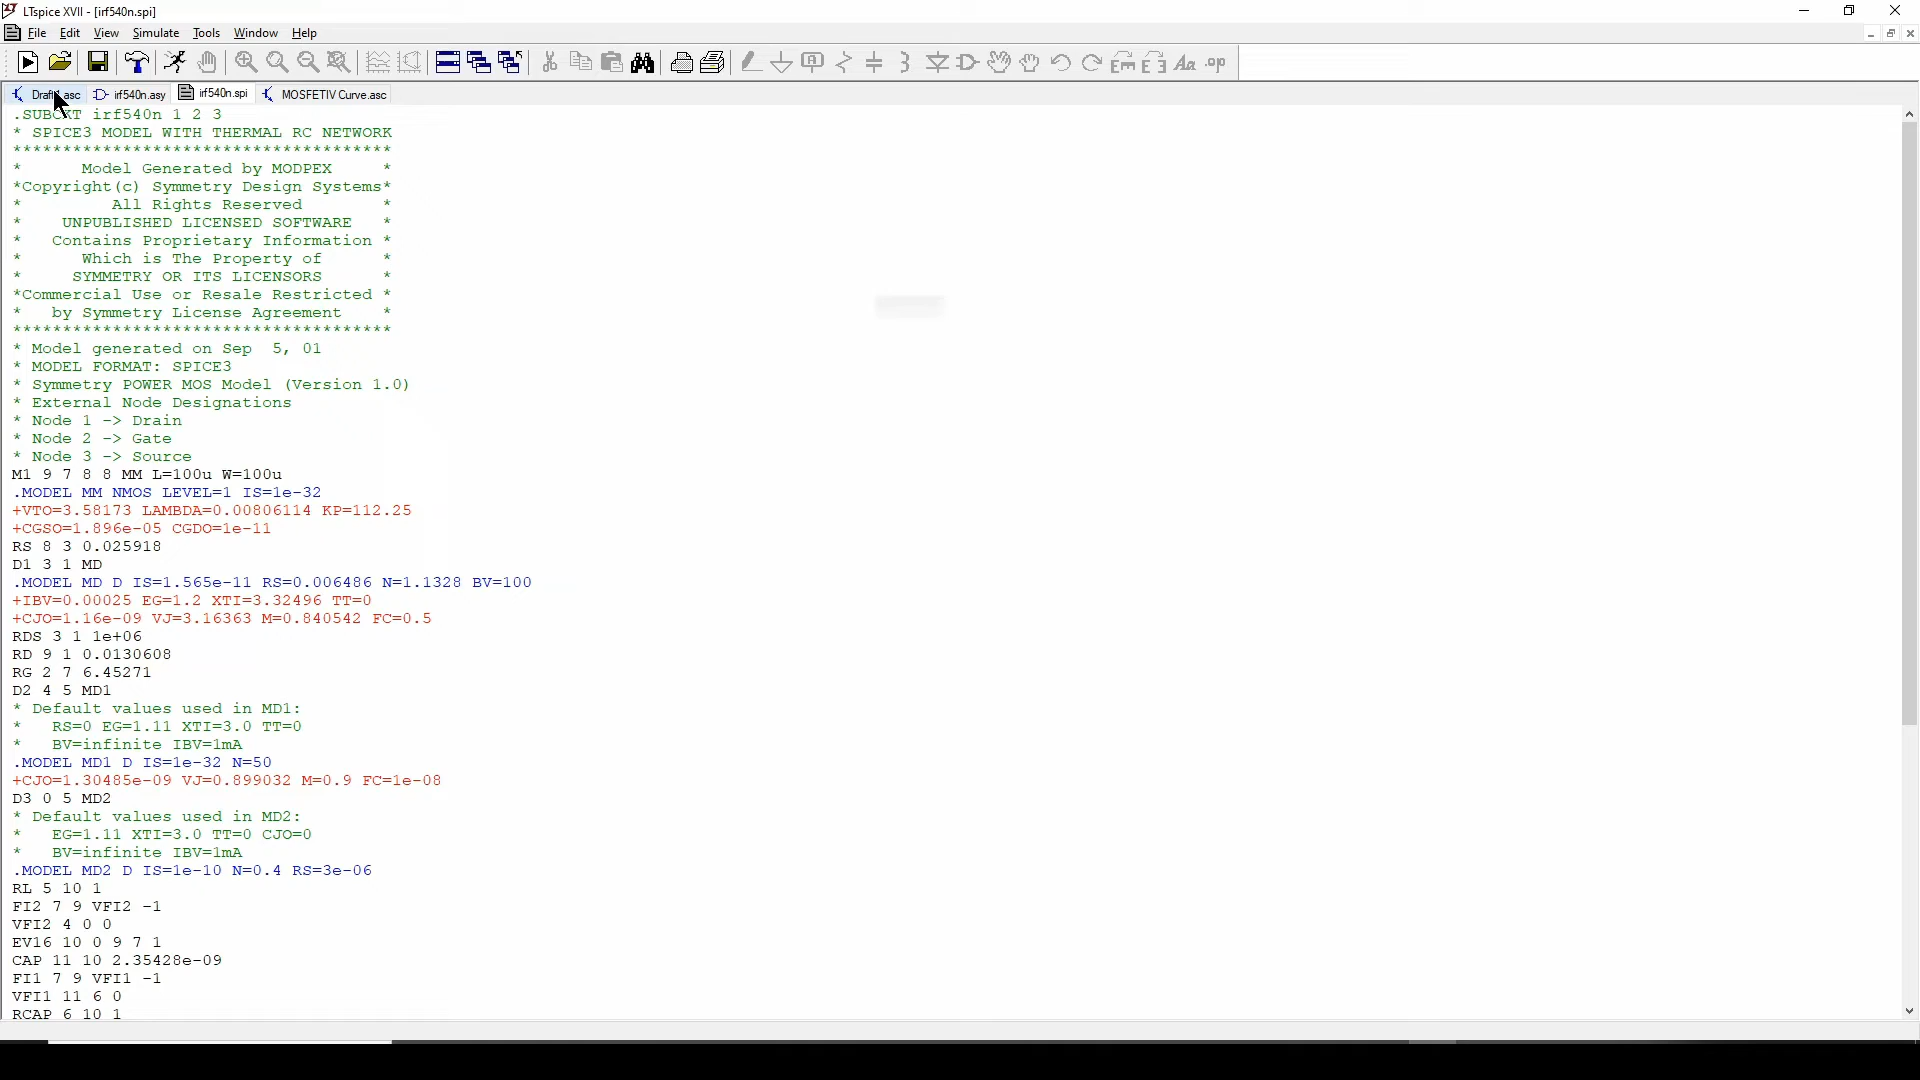 LTspice XVII - [irf540n.spi]
File Edit View Simulate Tools Window Help
irf540n.asy irf540n.spi MOSFETIV Curve.asc
.SUBCKT irf540n 1 2 3
* SPICE3 MODEL WITH THERMAL RC NETWORK
**************************************
* Model Generated by MODPEX *
*Copyright(c) Symmetry Design Systems*
* All Rights Reserved *
* UNPUBLISHED LICENSED SOFTWARE *
* Contains Proprietary Information *
* Which is The Property of *
* SYMMETRY OR ITS LICENSORS *
*Commercial Use or Resale Restricted *
* by Symmetry License Agreement *
**************************************
* Model generated on Sep 5, 01
* MODEL FORMAT: SPICE3
* Symmetry POWER MOS Model (Version 1.0)
* External Node Designations
* Node 1 -> Drain
* Node 2 -> Gate
* Node 3 -> Source
M1 9 7 8 8 MM L=100u W=100u
.MODEL MM NMOS LEVEL=1 IS=1e-32
+VTO=3.58173 LAMBDA=0.00806114 KP=112.25
+CGSO=1.896e-05 CGDO=1e-11
RS 8 3 0.025918
D1 3 1 MD
.MODEL MD D IS=1.565e-11 RS=0.006486 N=1.1328 BV=100
+IBV=0.00025 EG=1.2 XTI=3.32496 TT=0
+CJO=1.16e-09 VJ=3.16363 M=0.840542 FC=0.5
RDS 3 1 1e+06
RD 9 1 0.0130608
RG 2 7 6.45271
D2 4 5 MD1
* Default values used in MD1:
* RS=0 EG=1.11 XTI=3.0 TT=0
* BV=infinite IBV=1mA
.MODEL MD1 D IS=1e-32 N=50
+CJO=1.30485e-09 VJ=0.899032 M=0.9 FC=1e-08
D3 0 5 MD2
* Default values used in MD2:
* EG=1.11 XTI=3.0 TT=0 CJO=0
* BV=infinite IBV=1mA
.MODEL MD2 D IS=1e-10 N=0.4 RS=3e-06
RL 5 10 1
FI2 7 9 VFI2 -1
VFI2 4 0 0
EV16 10 0 9 7 1
CAP 11 10 2.35428e-09
FI1 7 9 VFI1 -1
VFI1 11 6 0
RCAP 6 10 1